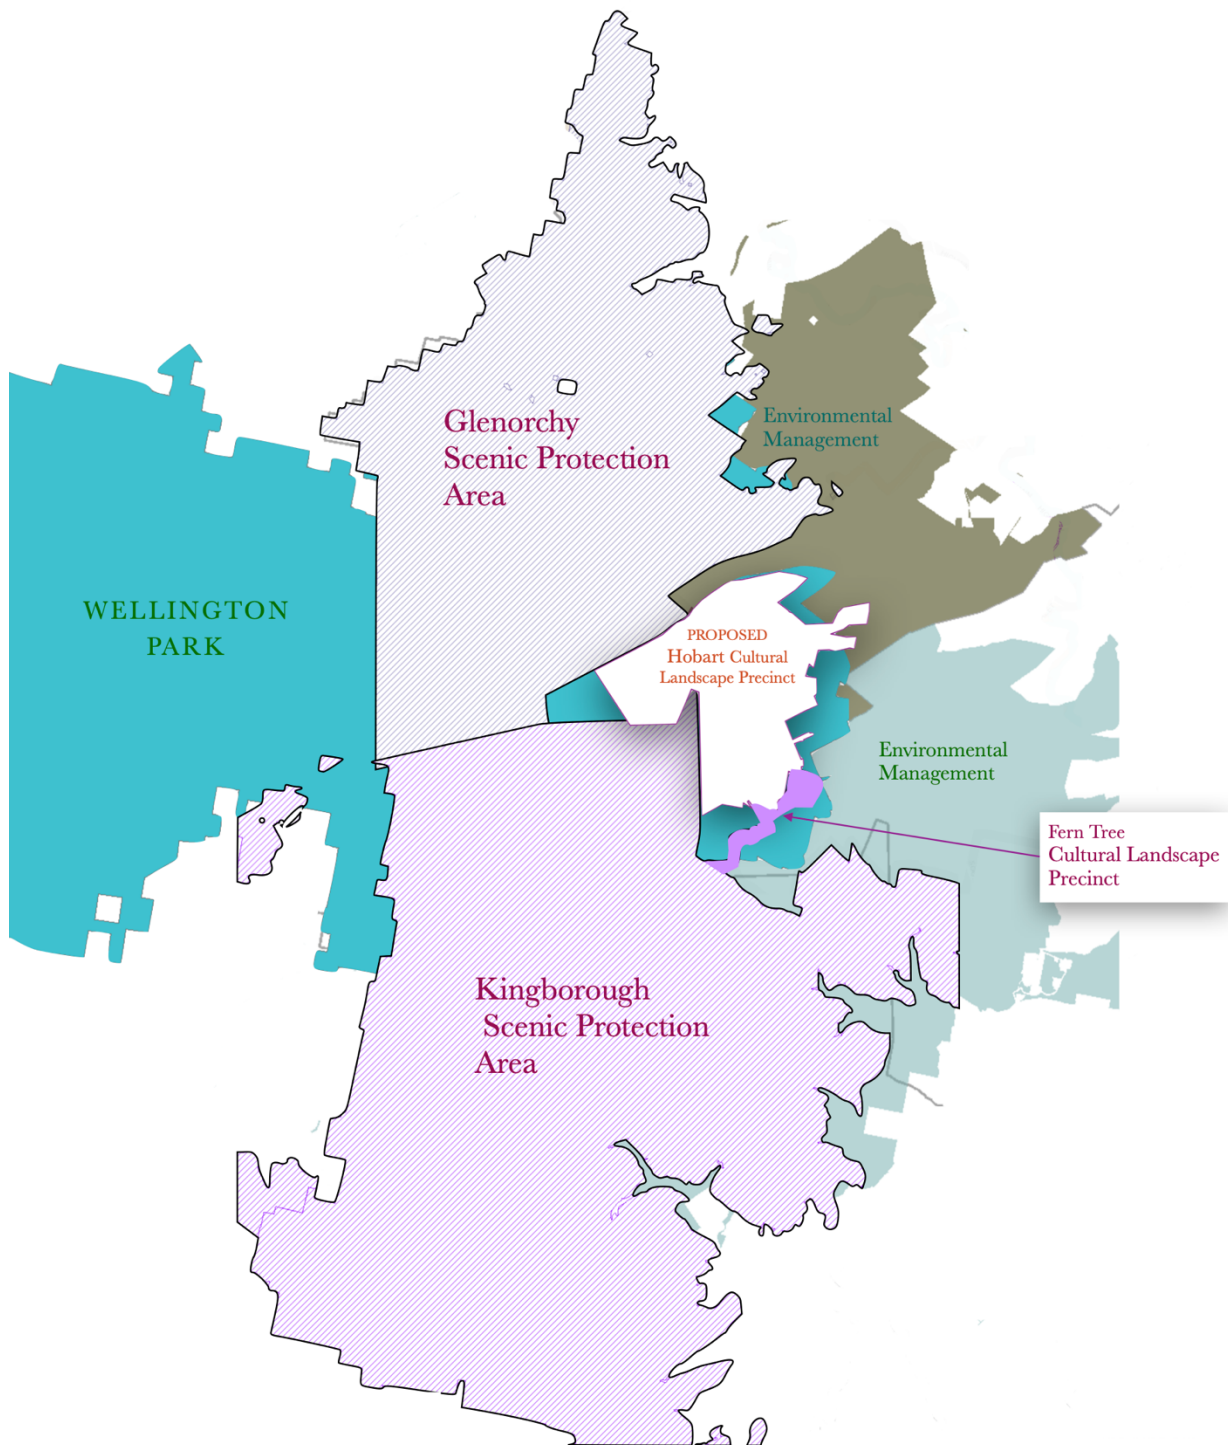 Glenorchy
Scenic Protection
Area
Environmental
Management
WELLINGTON
PARK
PROPOSED
Hobart Cultural
Landscape Precinct
Environmental
Management
Fern Tree
Cultural Landscape
Precinct
Kingborough
Scenic Protection
Area